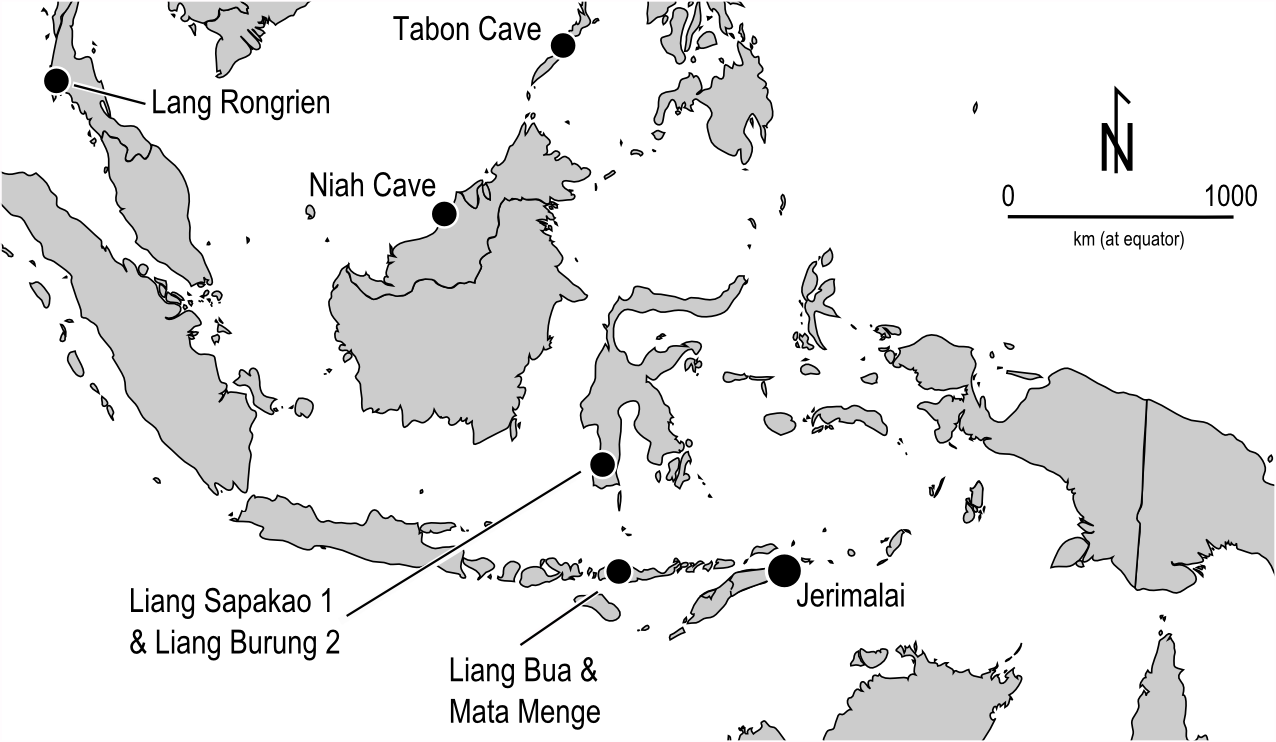 Tabon Cave
Lang Rongrien
N
Niah Cave
0 1000
km (at equator)
Liang Sapakao 1
& Liang Burung 2
Jerimalai
Liang Bua &
Mata Menge